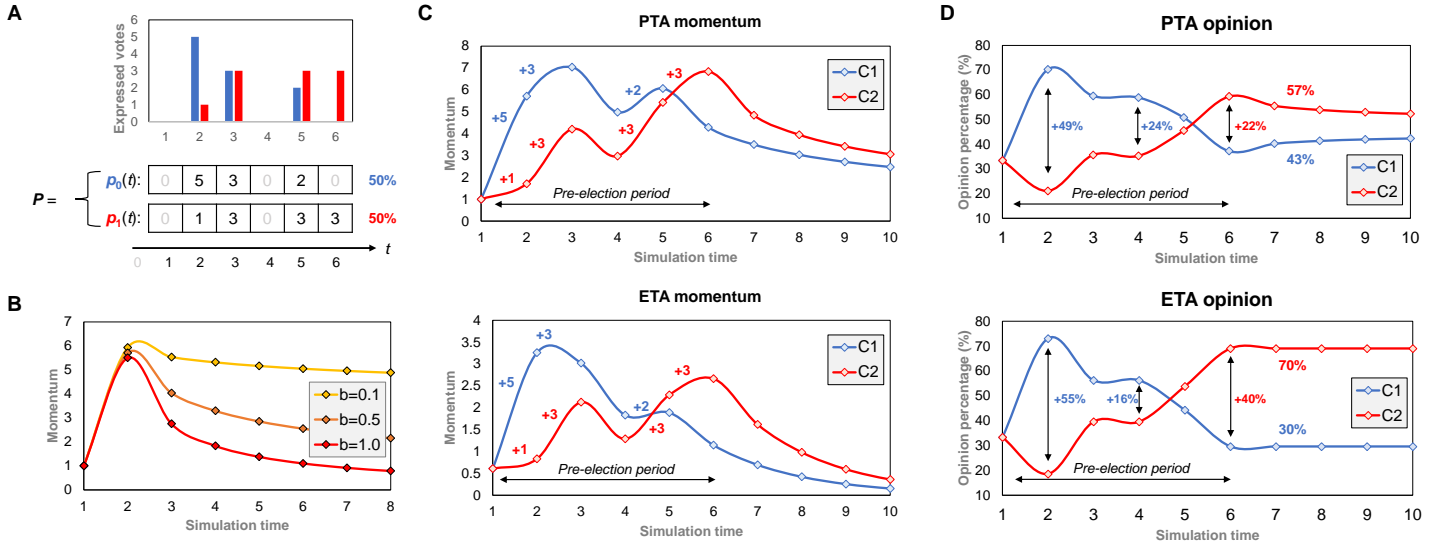 A
Expressed votes
6
5
4
3
2
1
0
1 2 3 4 5 6
P =
p0(t): 0 5 3 0 2 0 50%
p1(t): 0 1 3 0 3 3 50%
t
0 1 2 3 4 5 6
B
Momentum
7
6
5
4
3
2
1
0
b=0.1
b=0.5
b=1.0
1 2 3 4 5 6 7 8
Simulation time
C
PTA momentum
Momentum
8
7
6
5
4
3
2
1
0
+5
+3
+2
+1
+3
+3
+3
C1
C2
Pre-election period
1 2 3 4 5 6 7 8 9 10
Simulation time
ETA momentum
Momentum
4
3.5
3
2.5
2
1.5
1
0.5
0
+5
+3
+2
+1
+3
+3
+3
C1
C2
Pre-election period
1 2 3 4 5 6 7 8 9 10
Simulation time
D
PTA opinion
Opinion percentage (%)
80
70
60
50
40
30
20
10
+49%
+24%
+22%
57%
43%
C1
C2
Pre-election period
1 2 3 4 5 6 7 8 9 10
Simulation time
ETA opinion
Opinion percentage (%)
80
70
60
50
40
30
20
10
+55%
+16%
+40%
70%
30%
C1
C2
Pre-election period
1 2 3 4 5 6 7 8 9 10
Simulation time